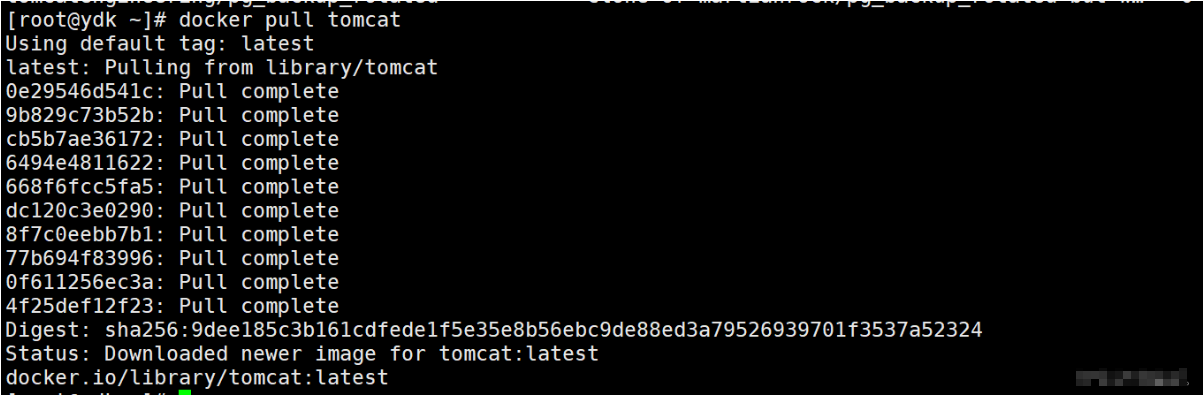 [root@ydk ~]# docker pull tomcat
Using default tag: latest
latest: Pulling from library/tomcat
0e29546d541c: Pull complete
9b829c73b52b: Pull complete
cb5b7ae36172: Pull complete
6494e4811622: Pull complete
668f6fcc5fa5: Pull complete
dc120c3e0290: Pull complete
8f7c0eebb7b1: Pull complete
77b694f83996: Pull complete
0f611256ec3a: Pull complete
4f25def12f23: Pull complete
Digest: sha256:9dee185c3b161cdfede1f5e35e8b56ebc9de88ed3a79526939701f3537a52324
Status: Downloaded newer image for tomcat:latest
docker.io/library/tomcat:latest